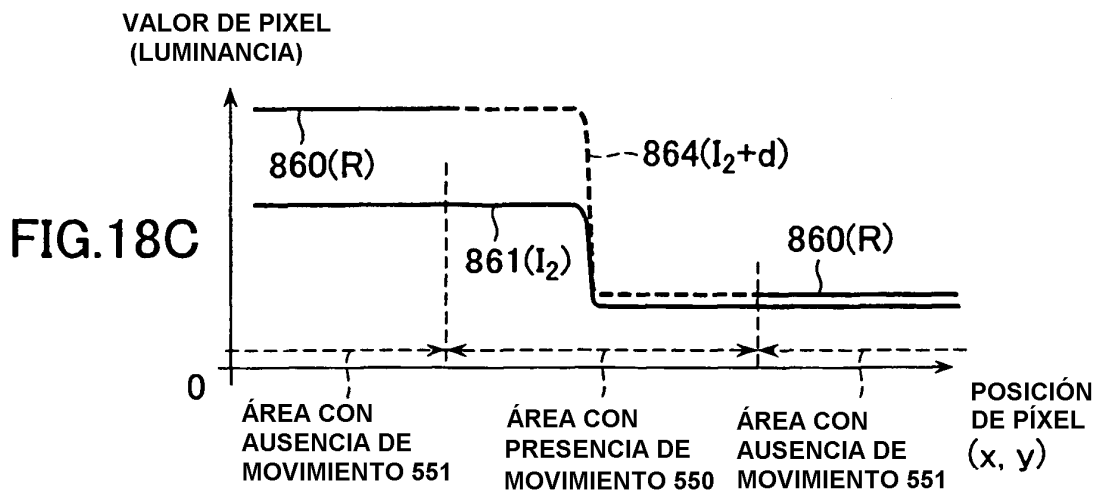 VALOR DE PIXEL
(LUMINANCIA)
860(R)
864(I₂+d)
FIG.18C
861(I₂)
860(R)
0
ÁREA CON
AUSENCIA DE
MOVIMIENTO 551
ÁREA CON
PRESENCIA DE
MOVIMIENTO 550
ÁREA CON
AUSENCIA DE
MOVIMIENTO 551
POSICIÓN
DE PÍXEL
(x, y)